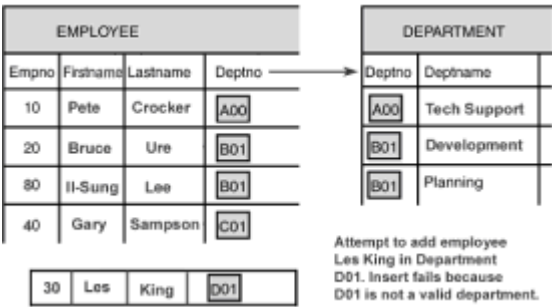 EMPLOYEE
Empno Firstname Lastname Deptno
10 Pete Crocker A00
20 Bruce Ure B01
80 Il-Sung Lee B01
40 Gary Sampson C01
30 Les King D01
DEPARTMENT
Deptno Deptname
A00 Tech Support
B01 Development
B01 Planning
Attempt to add employee
Les King in Department
D01. Insert fails because
D01 is not a valid department.